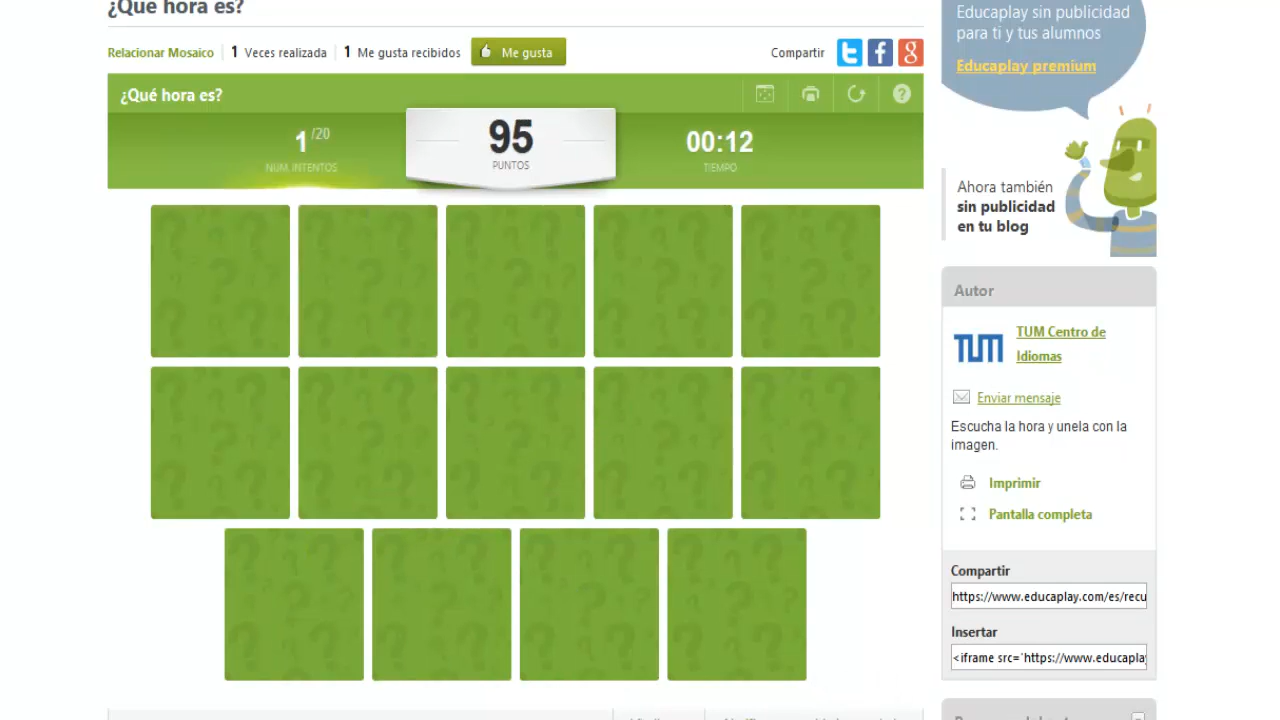 ¿Qué hora es?
Relacionar Mosaico
1 Veces realizada
1 Me gusta recibidos
Me gusta
Compartir
¿Qué hora es?
1 /20
NUM. INTENTOS
95
PUNTOS
00:12
TIEMPO
Educaplay sin publicidad
para ti y tus alumnos
Educaplay premium
Ahora también
sin publicidad
en tu blog
Autor
TUM
TUM Centro de
Idiomas
Enviar mensaje
Escucha la hora y unela con la
imagen.
Imprimir
Pantalla completa
Compartir
https://www.educaplay.com/es/recu
Insertar
<iframe src='https://www.educaplay